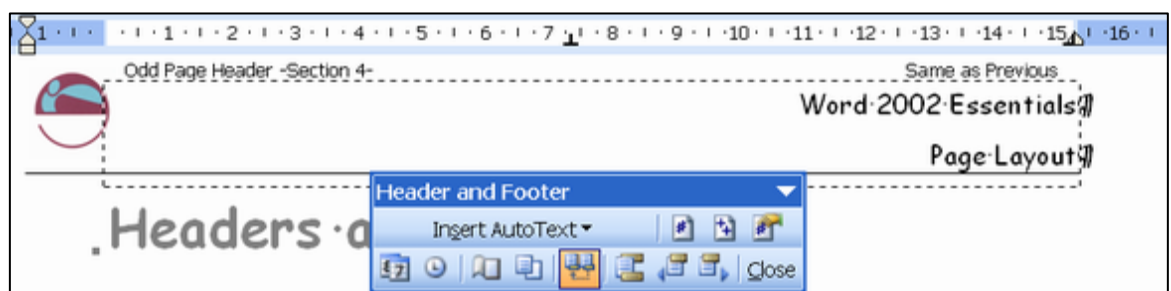 1 1 2 3 4 5 6 7 8 9 10 11 12 13 14 15 16
Odd Page Header -Section 4- Same as Previous
Word·2002·Essentials¶
Page·Layout¶
Header and Footer
Headers·a
Insert AutoText
Close